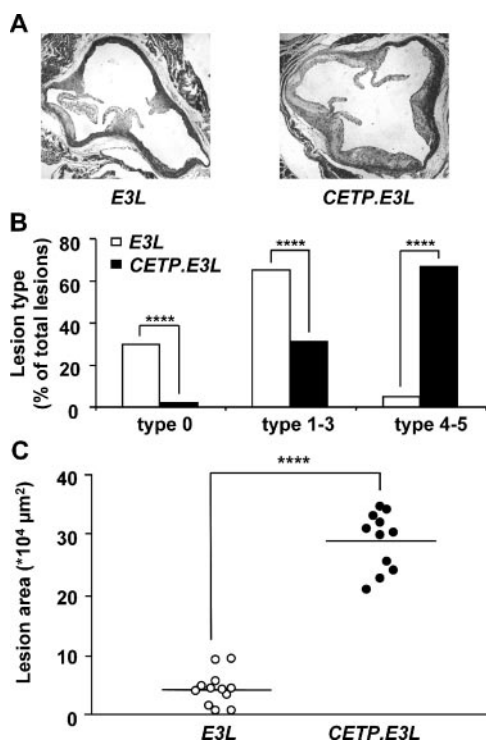 A
E3L CETP.E3L
B
Lesion type
(% of total lesions)
80
60
40
20
0
E3L
CETP.E3L
****
****
****
type 0 type 1-3 type 4-5
C
Lesion area (*10⁴ µm²)
40
30
20
10
0
****
E3L CETP.E3L